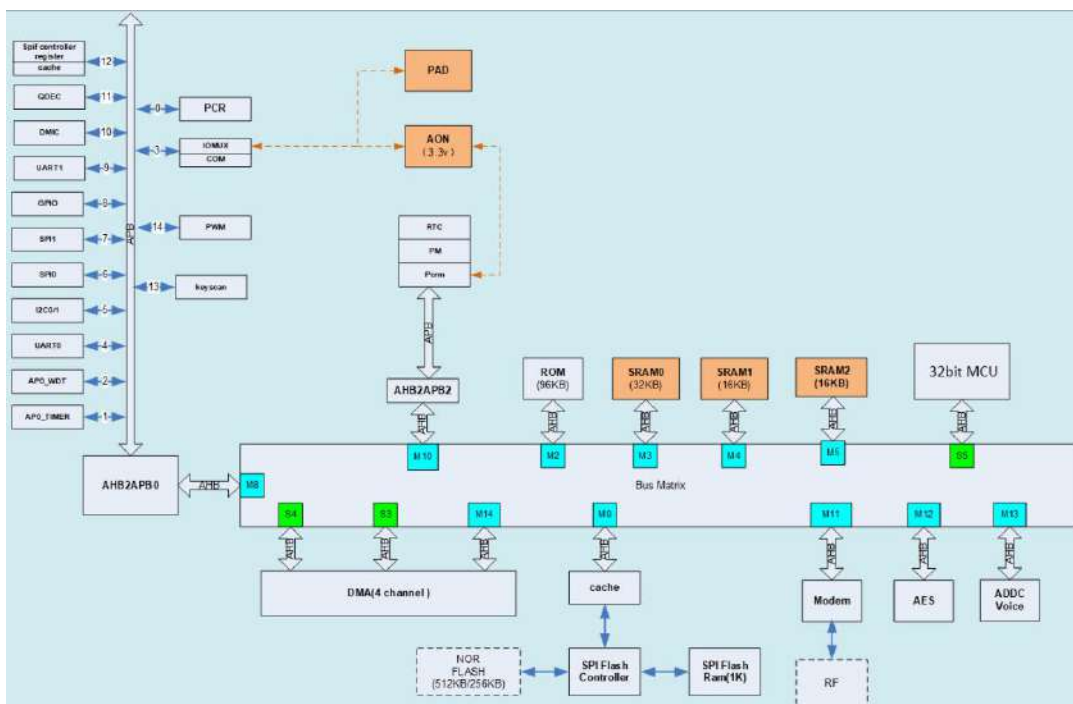 Spif controller
register
cache
12
QDEC
11
DMIC
10
UART1
9
GPIO
8
SPI1
7
SPI0
6
I2C0/1
5
UART0
4
AP0_WDT
2
AP0_TIMER
1
APB
0
PCR
3
IOMUX
COM
14
PWM
13
keyscan
PAD
AON
(3.3v)
RTC
PM
Pcrm
APB
AHB2APB2
AHB
ROM
(96KB)
AHB
SRAM0
(32KB)
AHB
SRAM1
(16KB)
AHB
SRAM2
(16KB)
AHB
32bit MCU
AHB
AHB2APB0
AHB
M8
M10
M2
M3
M4
M5
S5
Bus Matrix
S4
S3
M14
M0
M11
M12
M13
AHB
AHB
AHB
AHB
AHB
AHB
AHB
DMA(4 channel )
cache
Modem
AES
ADDC
Voice
NOR
FLASH
(512KB/256KB)
SPI Flash
Controller
SPI Flash
Ram(1K)
RF